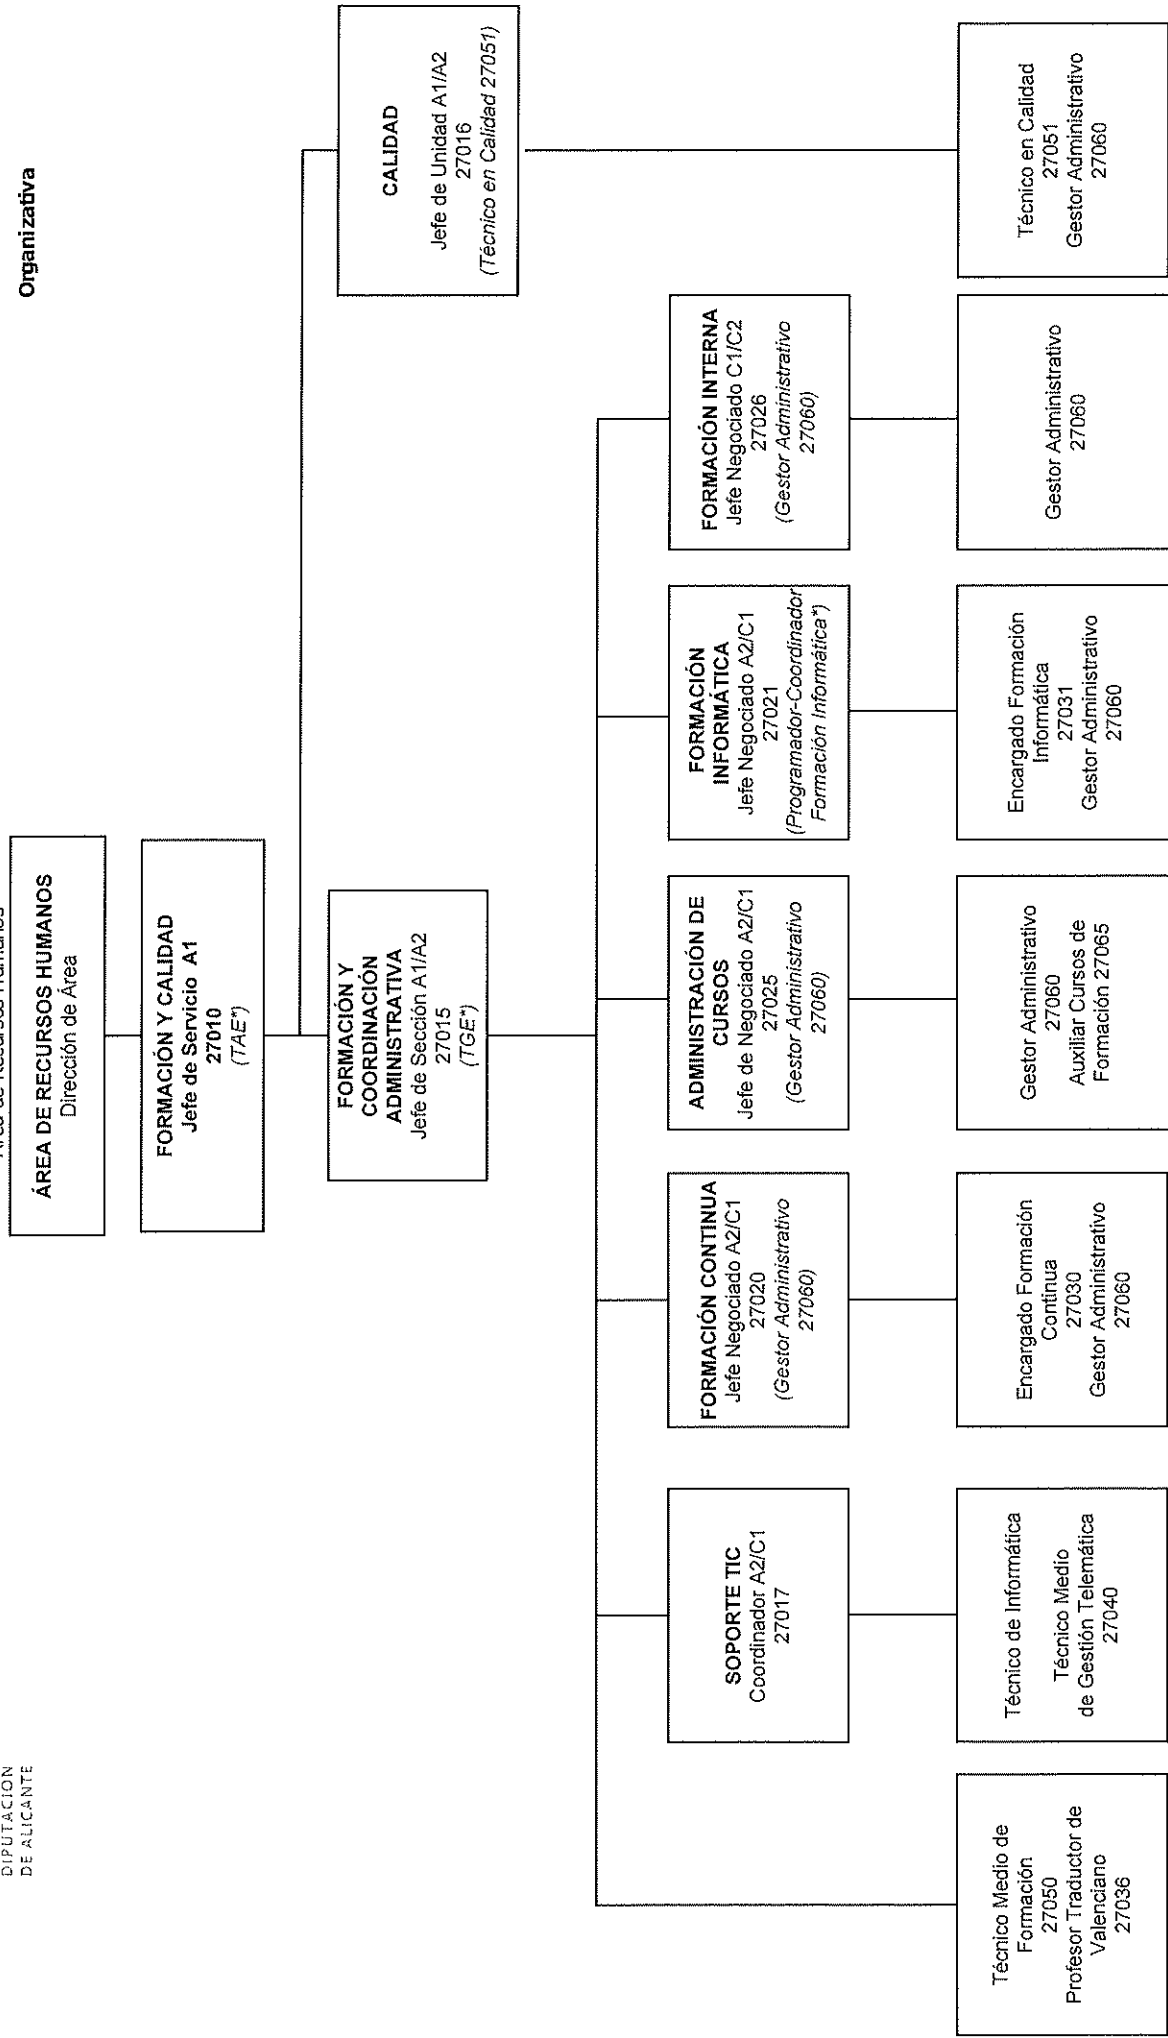 DIPUTACION
DE ALICANTE
Área de Recursos Humanos
Organizativa
ÁREA DE RECURSOS HUMANOS
Dirección de Área
FORMACIÓN Y CALIDAD
Jefe de Servicio A1
27010
(TAE*)
FORMACIÓN Y
COORDINACIÓN
ADMINISTRATIVA
Jefe de Sección A1/A2
27015
(TGE*)
CALIDAD
Jefe de Unidad A1/A2
27016
(Técnico en Calidad 27051)
SOPORTE TIC
Coordinador A2/C1
27017
FORMACIÓN CONTINUA
Jefe Negociado A2/C1
27020
(Gestor Administrativo
27060)
ADMINISTRACIÓN DE
CURSOS
Jefe de Negociado A2/C1
27025
(Gestor Administrativo
27060)
FORMACIÓN
INFORMÁTICA
Jefe Negociado A2/C1
27021
(Programador-Coordinador
Formación Informática*)
FORMACIÓN INTERNA
Jefe Negociado C1/C2
27026
(Gestor Administrativo
27060)
Técnico Medio de
Formación
27050
Profesor Traductor de
Valenciano
27036
Técnico de Informática
Técnico Medio
de Gestión Telemática
27040
Encargado Formación
Continua
27030
Gestor Administrativo
27060
Gestor Administrativo
27060
Auxiliar Cursos de
Formación 27065
Encargado Formación
Informática
27031
Gestor Administrativo
27060
Gestor Administrativo
27060
Técnico en Calidad
27051
Gestor Administrativo
27060